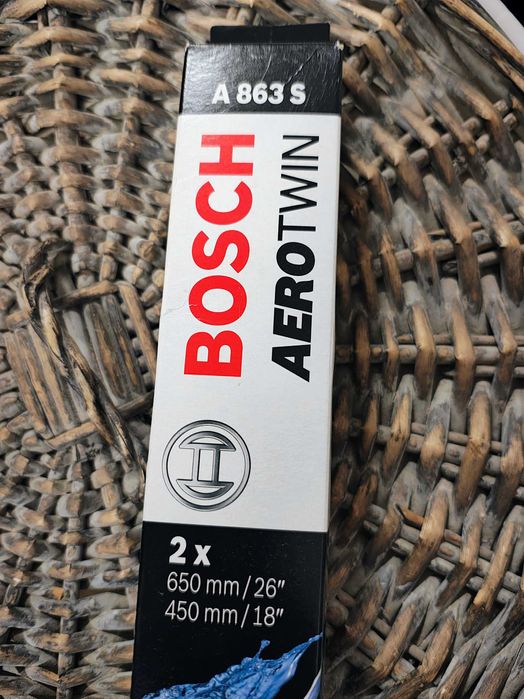 A 863 S
BOSCH
AEROTWIN
2 x
650 mm/26″
450 mm/18″